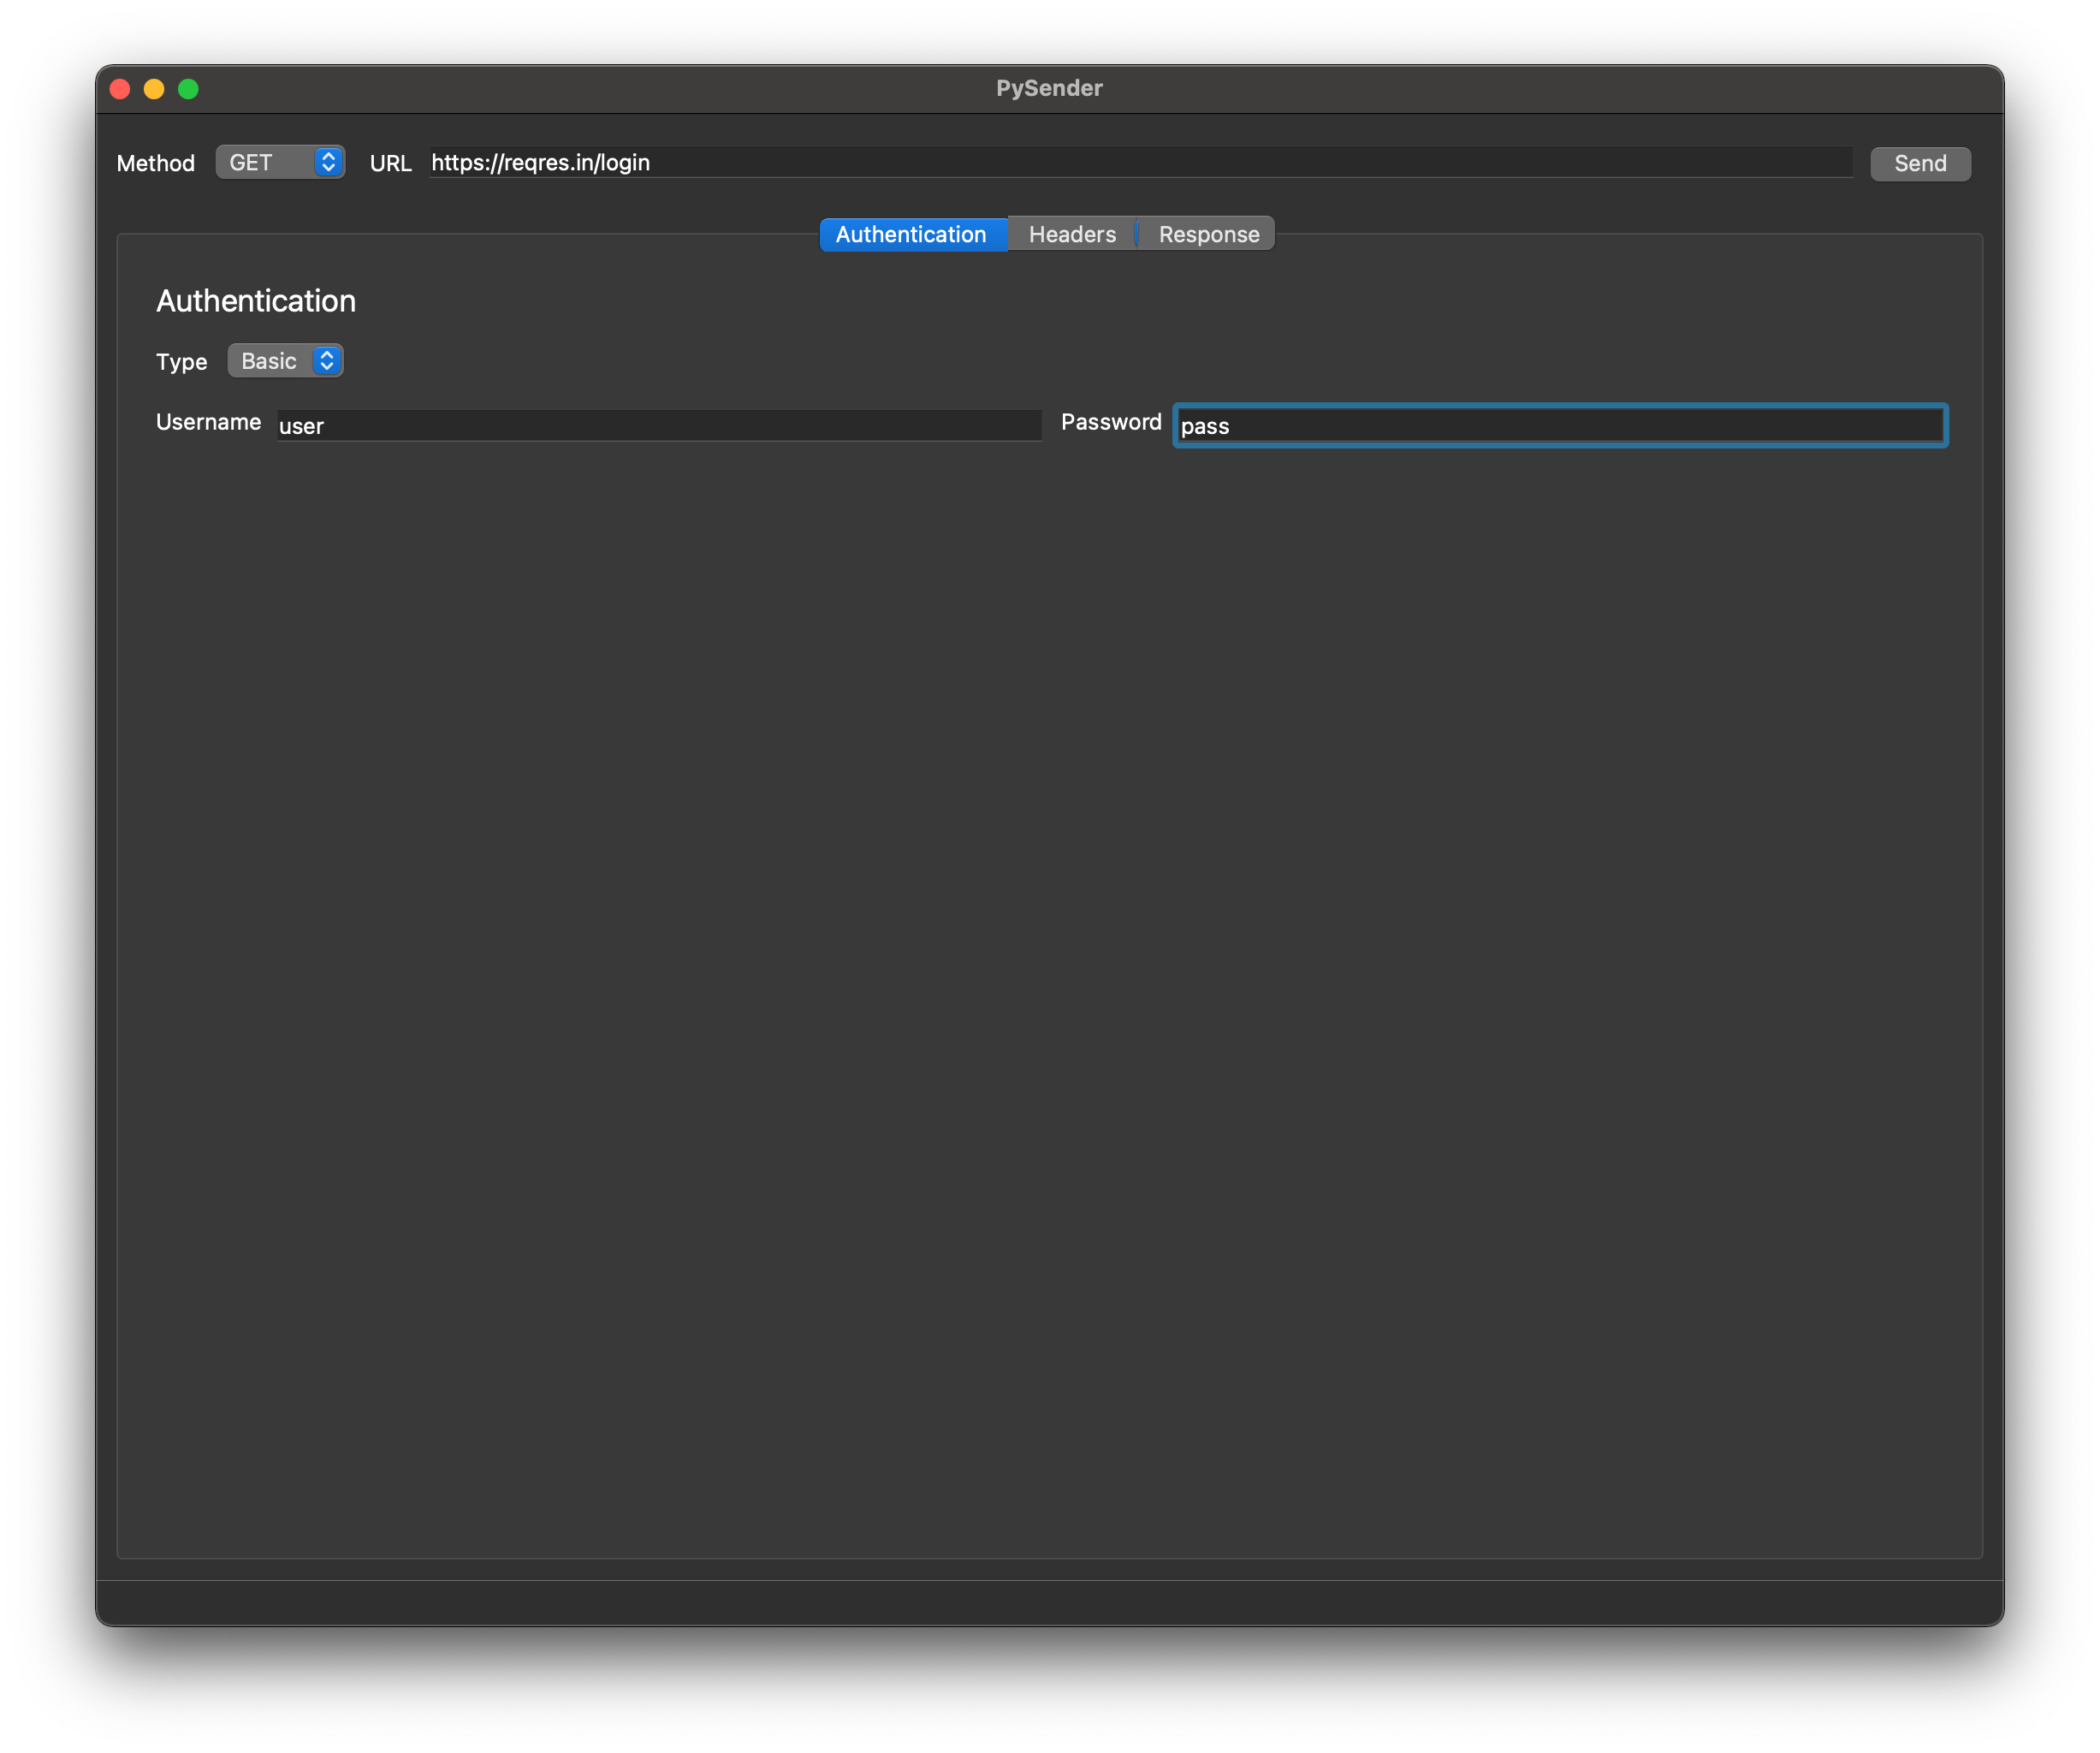 PySender
Method GET URL https://reqres.in/login Send
Authentication Headers Response
Authentication
Type Basic
Username user Password pass